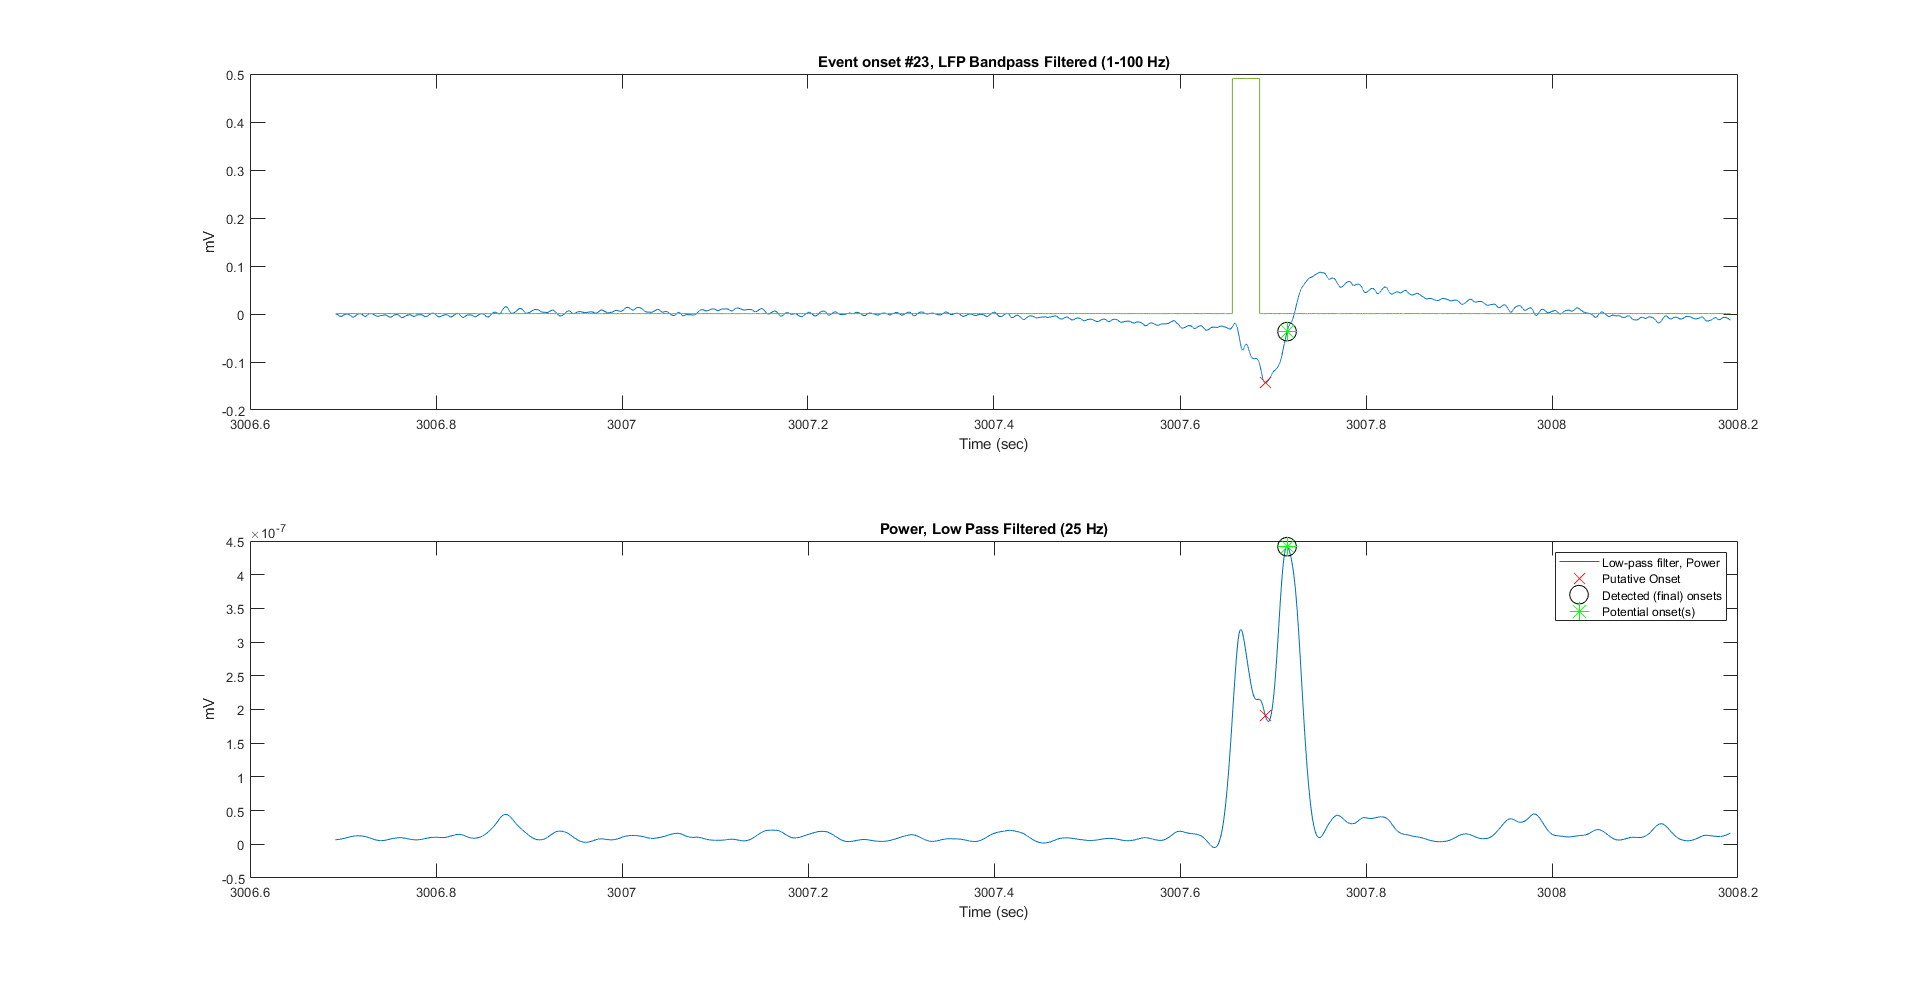 Event onset #23, LFP Bandpass Filtered (1-100 Hz)
0.5
0.4
0.3
0.2
0.1
0
-0.1
-0.2
mV
3006.6 3006.8 3007 3007.2 3007.4 3007.6 3007.8 3008 3008.2
Time (sec)
Power, Low Pass Filtered (25 Hz)
×10-7
4.5
4
3.5
3
2.5
2
1.5
1
0.5
0
-0.5
mV
Low-pass filter, Power
Putative Onset
Detected (final) onsets
Potential onset(s)
3006.6 3006.8 3007 3007.2 3007.4 3007.6 3007.8 3008 3008.2
Time (sec)